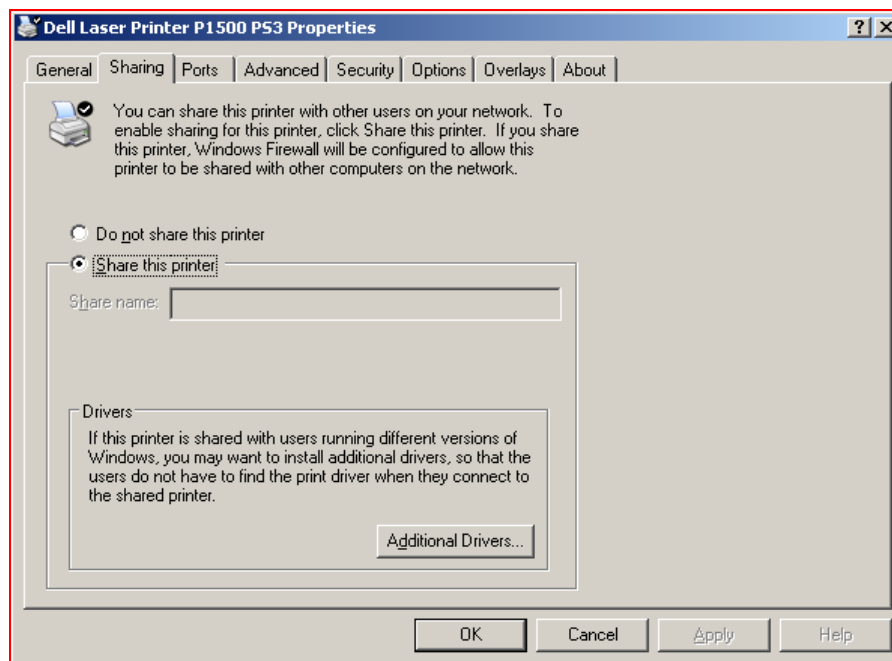 Dell Laser Printer P1500 PS3 Properties
General Sharing Ports Advanced Security Options Overlays About
You can share this printer with other users on your network. To
enable sharing for this printer, click Share this printer. If you share
this printer, Windows Firewall will be configured to allow this
printer to be shared with other computers on the network.
Do not share this printer
Share this printer
Share name:
Drivers
If this printer is shared with users running different versions of
Windows, you may want to install additional drivers, so that the
users do not have to find the print driver when they connect to
the shared printer.
Additional Drivers...
OK Cancel Apply Help